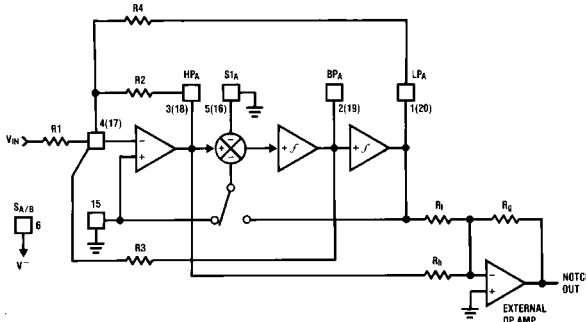 R4
R2
HPA
S1A
BPA
LPA
3(18)
5(16)
2(19)
1(20)
4(17)
VIN
R1
−
+
+
−
−
+ ∫
+ ∫
SA/B
6
V−
15
R3
Rl
Rg
Rh
−
+
NOTCH
OUT
EXTERNAL
OP AMP